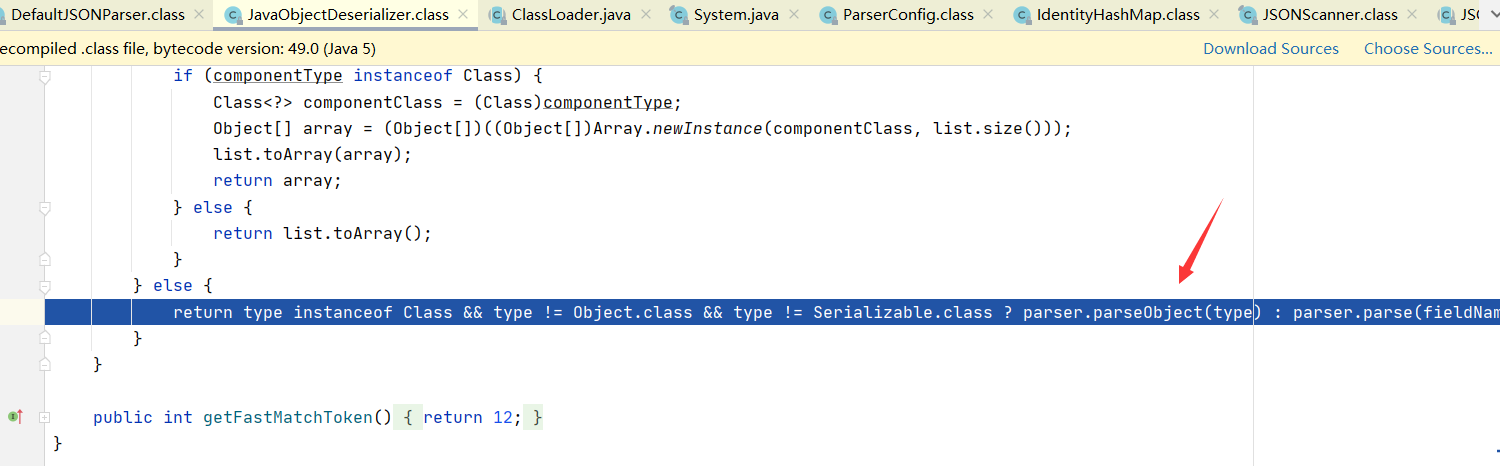 DefaultJSONParser.class JavaObjectDeserializer.class ClassLoader.java System.java ParserConfig.class IdentityHashMap.class JSONScanner.class JS
ecompiled .class file, bytecode version: 49.0 (Java 5) Download Sources Choose Sources...
if (componentType instanceof Class) {
Class<?> componentClass = (Class)componentType;
Object[] array = (Object[])((Object[])Array.newInstance(componentClass, list.size()));
list.toArray(array);
return array;
} else {
return list.toArray();
}
} else {
return type instanceof Class && type != Object.class && type != Serializable.class ? parser.parseObject(type) : parser.parse(fieldNam
}
}
public int getFastMatchToken() { return 12; }
}